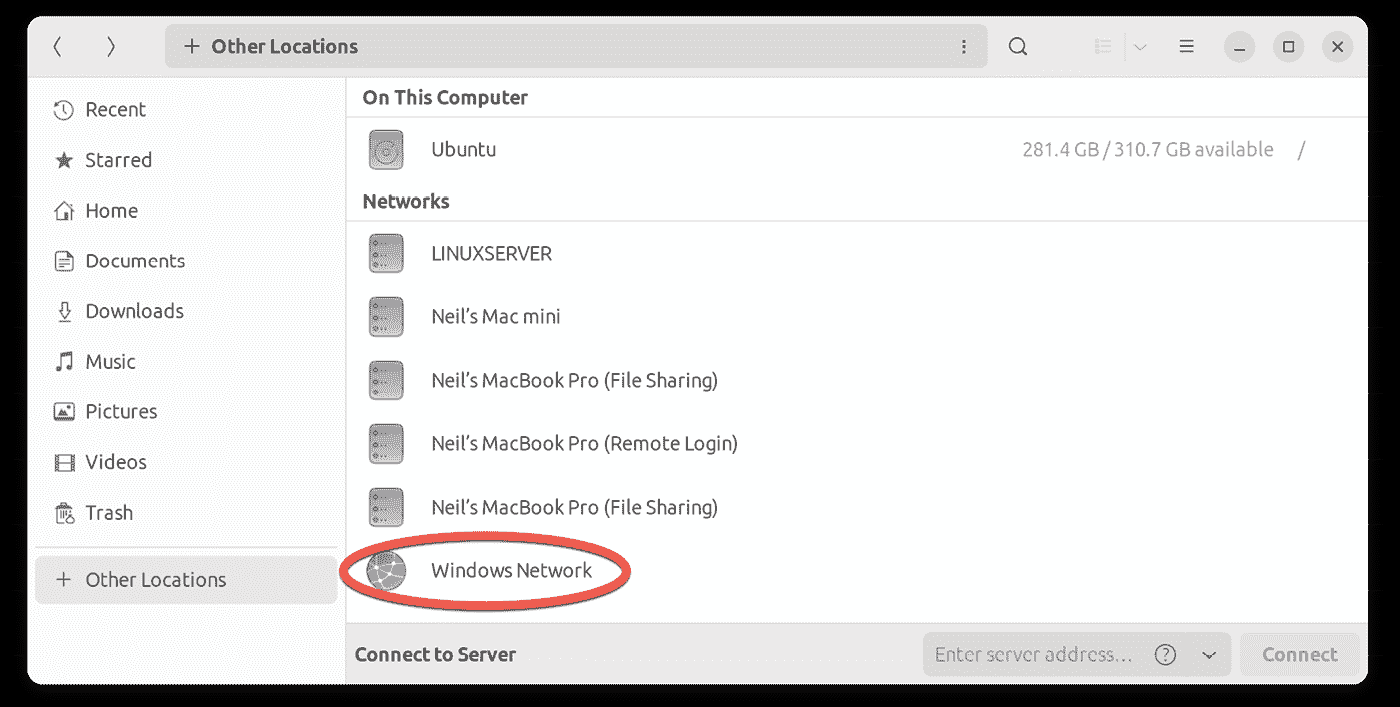 Other Locations
Recent
Starred
Home
Documents
Downloads
Music
Pictures
Videos
Trash
Other Locations
On This Computer
Ubuntu 281.4 GB / 310.7 GB available /
Networks
LINUXSERVER
Neil’s Mac mini
Neil’s MacBook Pro (File Sharing)
Neil’s MacBook Pro (Remote Login)
Neil’s MacBook Pro (File Sharing)
Windows Network
Connect to Server Enter server address... ? Connect